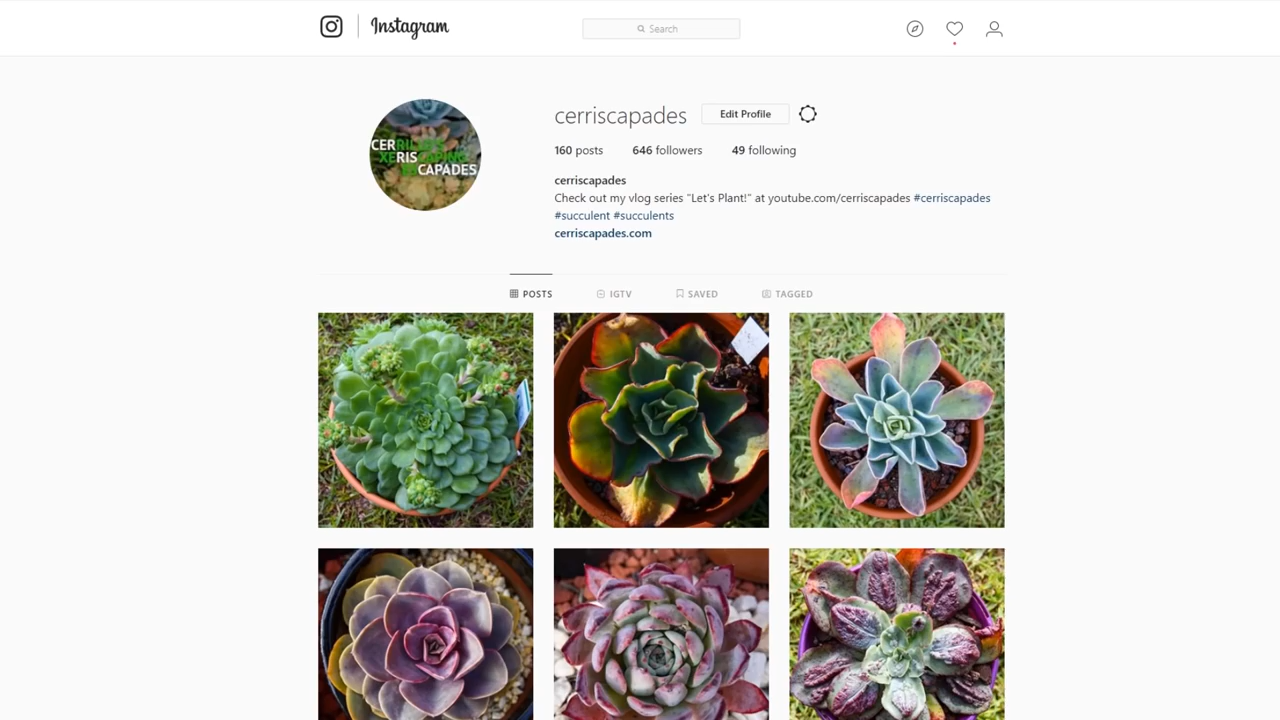 Instagram
Search
cerriscapades
Edit Profile
160 posts 646 followers 49 following
cerriscapades
Check out my vlog series "Let's Plant!" at youtube.com/cerriscapades #cerriscapades
#succulent #succulents
cerriscapades.com
POSTS IGTV SAVED TAGGED